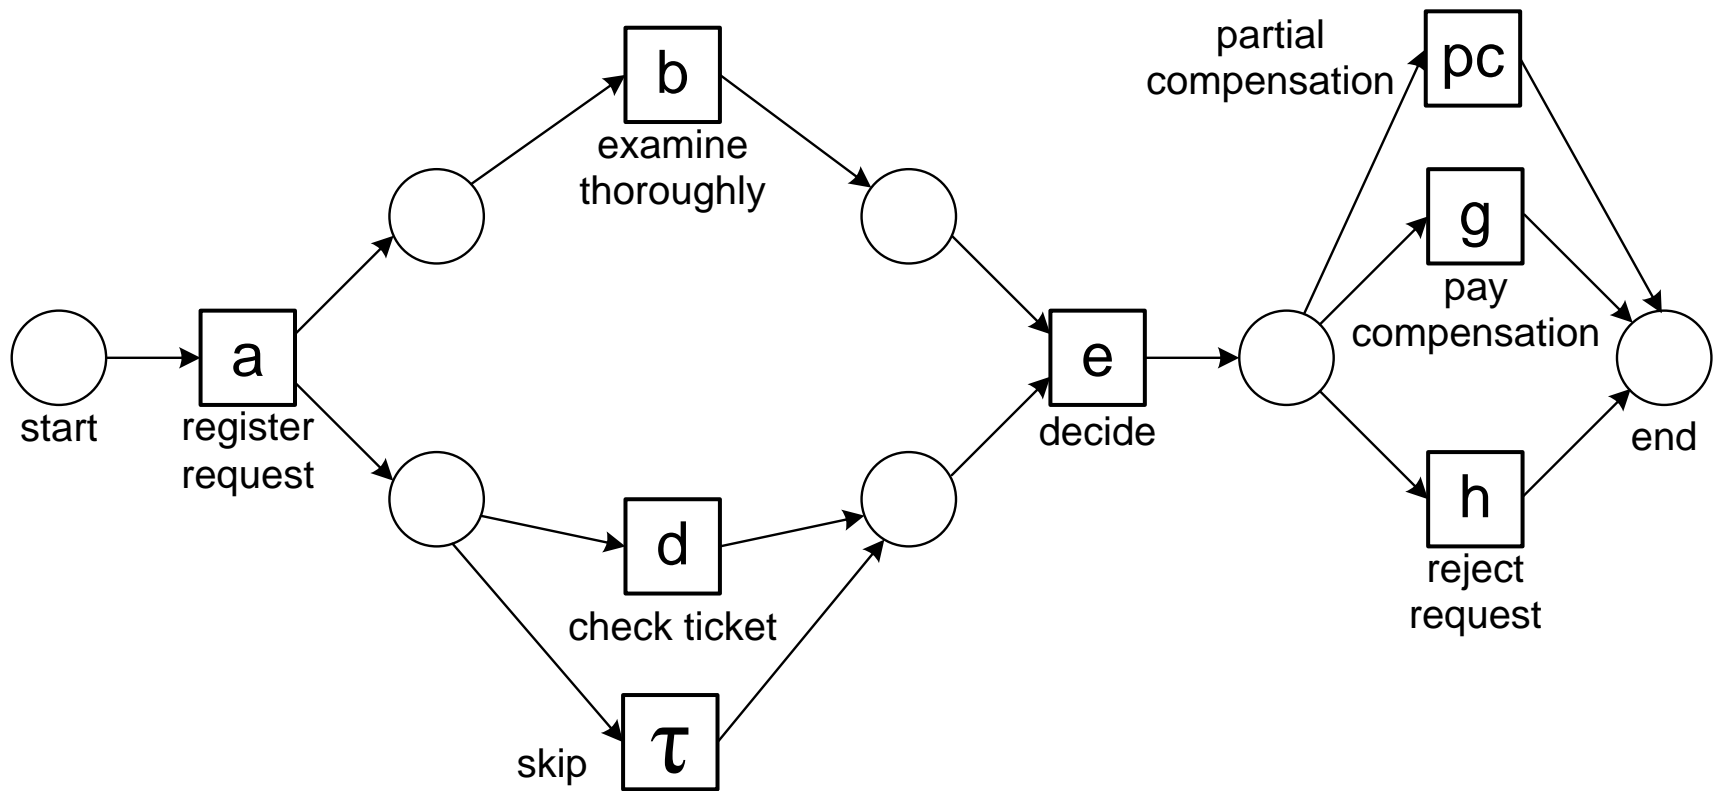 start
a
register
request
b
examine
thoroughly
d
check ticket
skip
τ
e
decide
partial
compensation
pc
g
pay
compensation
h
reject
request
end